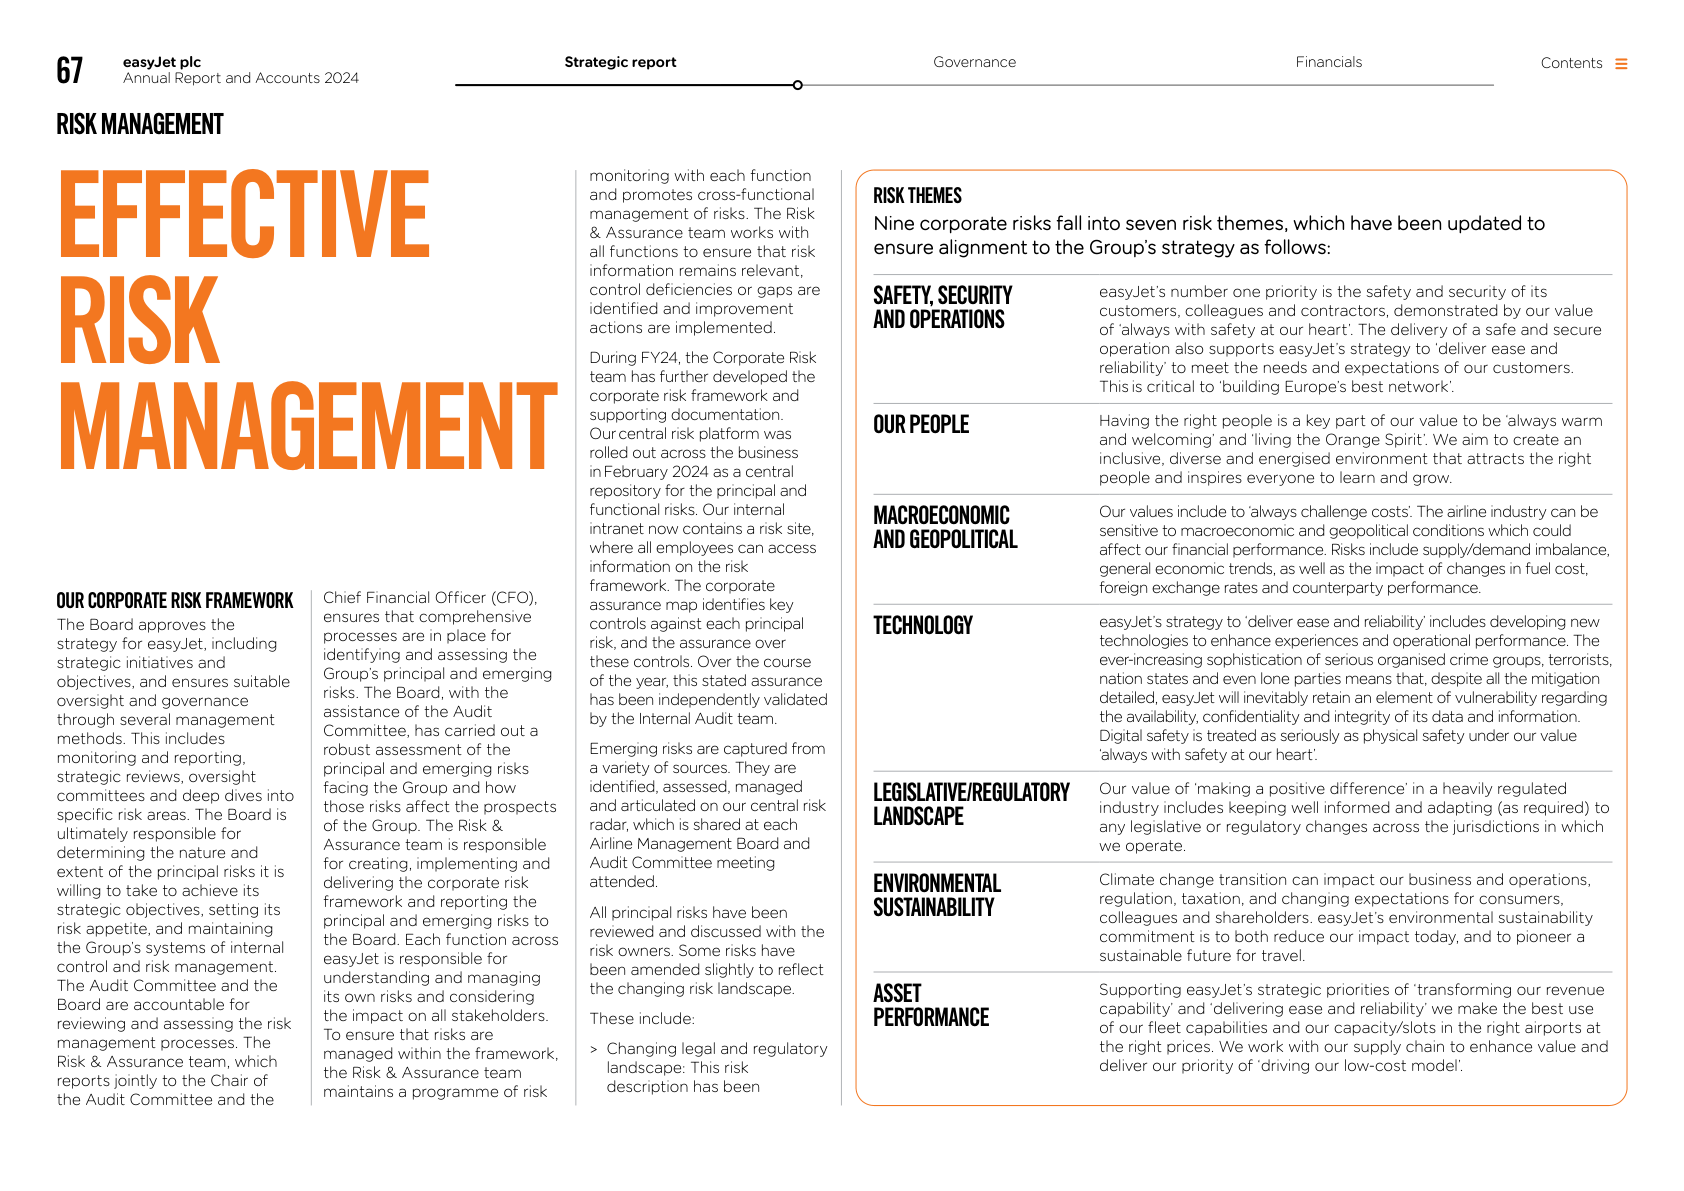 67
easyJet plc
Annual Report and Accounts 2024
Strategic report
Governance
Financials
Contents
RISK MANAGEMENT
EFFECTIVE
RISK
MANAGEMENT
OUR CORPORATE RISK FRAMEWORK
The Board approves the
strategy for easyJet, including
strategic initiatives and
objectives, and ensures suitable
oversight and governance
through several management
methods. This includes
monitoring and reporting,
strategic reviews, oversight
committees and deep dives into
specific risk areas. The Board is
ultimately responsible for
determining the nature and
extent of the principal risks it is
willing to take to achieve its
strategic objectives, setting its
risk appetite, and maintaining
the Group's systems of internal
control and risk management.
The Audit Committee and the
Board are accountable for
reviewing and assessing the risk
management processes. The
Risk & Assurance team, which
reports jointly to the Chair of
the Audit Committee and the
Chief Financial Officer (CFO),
ensures that comprehensive
processes are in place for
identifying and assessing the
Group's principal and emerging
risks. The Board, with the
assistance of the Audit
Committee, has carried out a
robust assessment of the
principal and emerging risks
facing the Group and how
those risks affect the prospects
of the Group. The Risk &
Assurance team is responsible
for creating, implementing and
delivering the corporate risk
framework and reporting the
principal and emerging risks to
the Board. Each function across
easyJet is responsible for
understanding and managing
its own risks and considering
the impact on all stakeholders.
To ensure that risks are
managed within the framework,
the Risk & Assurance team
maintains a programme of risk
monitoring with each function
and promotes cross-functional
management of risks. The Risk
& Assurance team works with
all functions to ensure that risk
information remains relevant,
control deficiencies or gaps are
identified and improvement
actions are implemented.
During FY24, the Corporate Risk
team has further developed the
corporate risk framework and
supporting documentation.
Our central risk platform was
rolled out across the business
in February 2024 as a central
repository for the principal and
functional risks. Our internal
intranet now contains a risk site,
where all employees can access
information on the risk
framework. The corporate
assurance map identifies key
controls against each principal
risk, and the assurance over
these controls. Over the course
of the year, this stated assurance
has been independently validated
by the Internal Audit team.
Emerging risks are captured from
a variety of sources. They are
identified, assessed, managed
and articulated on our central risk
radar, which is shared at each
Airline Management Board and
Audit Committee meeting
attended.
All principal risks have been
reviewed and discussed with the
risk owners. Some risks have
been amended slightly to reflect
the changing risk landscape.
These include:
> Changing legal and regulatory
landscape: This risk
description has been
RISK THEMES
Nine corporate risks fall into seven risk themes, which have been updated to
ensure alignment to the Group's strategy as follows:
SAFETY, SECURITY
AND OPERATIONS
easyJet's number one priority is the safety and security of its
customers, colleagues and contractors, demonstrated by our value
of 'always with safety at our heart'. The delivery of a safe and secure
operation also supports easyJet's strategy to 'deliver ease and
reliability' to meet the needs and expectations of our customers.
This is critical to 'building Europe's best network'.
OUR PEOPLE
Having the right people is a key part of our value to be 'always warm
and welcoming' and 'living the Orange Spirit'. We aim to create an
inclusive, diverse and energised environment that attracts the right
people and inspires everyone to learn and grow.
MACROECONOMIC
AND GEOPOLITICAL
Our values include to 'always challenge costs'. The airline industry can be
sensitive to macroeconomic and geopolitical conditions which could
affect our financial performance. Risks include supply/demand imbalance,
general economic trends, as well as the impact of changes in fuel cost,
foreign exchange rates and counterparty performance.
TECHNOLOGY
easyJet's strategy to 'deliver ease and reliability' includes developing new
technologies to enhance experiences and operational performance. The
ever-increasing sophistication of serious organised crime groups, terrorists,
nation states and even lone parties means that, despite all the mitigation
detailed, easyJet will inevitably retain an element of vulnerability regarding
the availability, confidentiality and integrity of its data and information.
Digital safety is treated as seriously as physical safety under our value
'always with safety at our heart'.
LEGISLATIVE/REGULATORY
LANDSCAPE
Our value of 'making a positive difference' in a heavily regulated
industry includes keeping well informed and adapting (as required) to
any legislative or regulatory changes across the jurisdictions in which
we operate.
ENVIRONMENTAL
SUSTAINABILITY
Climate change transition can impact our business and operations,
regulation, taxation, and changing expectations for consumers,
colleagues and shareholders. easyJet's environmental sustainability
commitment is to both reduce our impact today, and to pioneer a
sustainable future for travel.
ASSET
PERFORMANCE
Supporting easyJet's strategic priorities of 'transforming our revenue
capability' and 'delivering ease and reliability' we make the best use
of our fleet capabilities and our capacity/slots in the right airports at
the right prices. We work with our supply chain to enhance value and
deliver our priority of 'driving our low-cost model'.